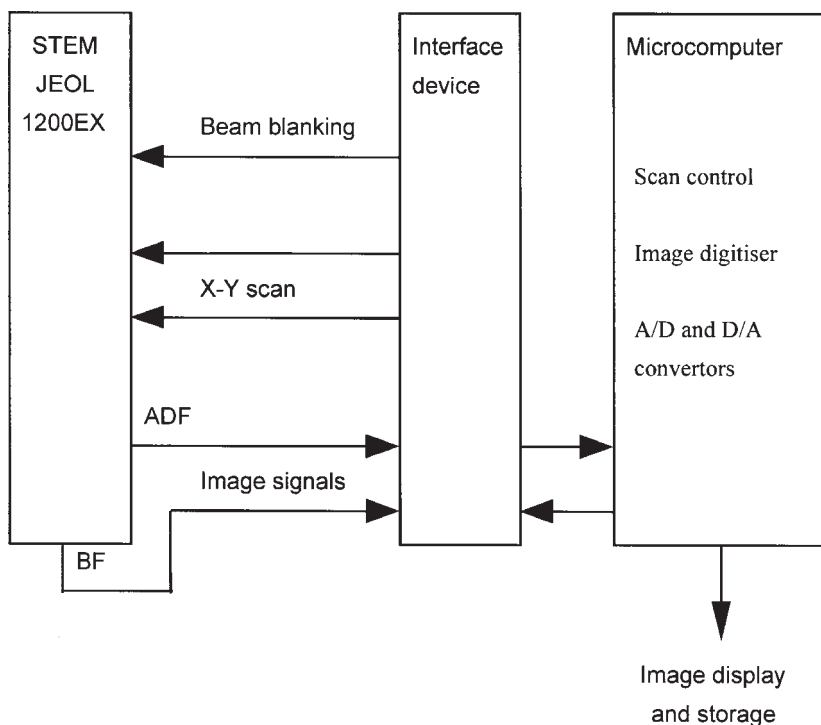 STEM
JEOL
1200EX
Interface
device
Microcomputer
Beam blanking
Scan control
Image digitiser
X-Y scan
A/D and D/A
convertors
ADF
Image signals
BF
Image display
and storage